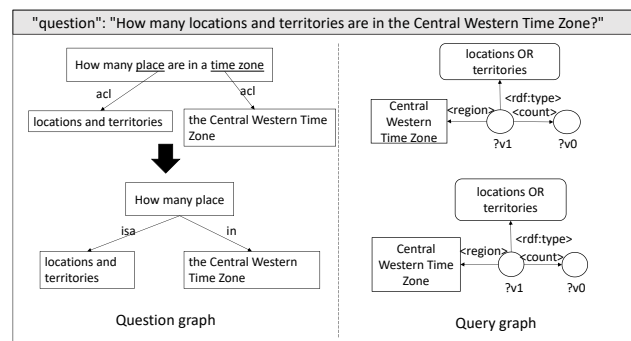 "question": "How many locations and territories are in the Central Western Time Zone?"
How many place are in a time zone
acl
acl
locations and territories
the Central Western Time
Zone
How many place
isa
in
locations and
territories
the Central Western
Time Zone
Question graph
locations OR
territories
<rdf:type>
Central
Western
Time Zone
<region>
<count>
?v1
?v0
locations OR
territories
<rdf:type>
Central
Western Time
Zone
<region>
<count>
?v1
?v0
Query graph